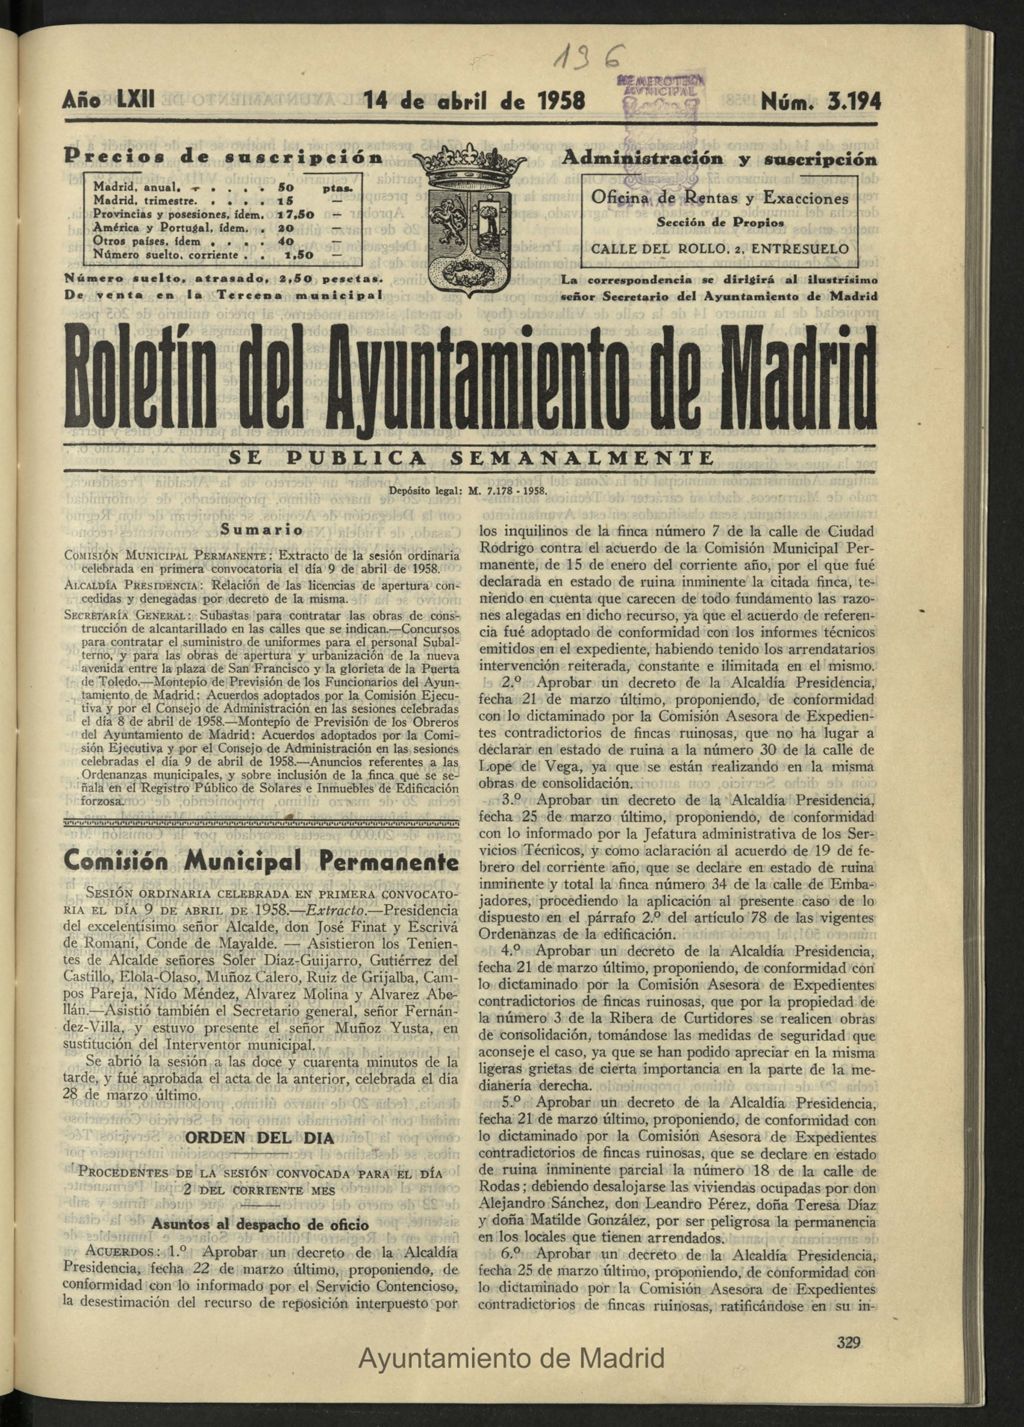 196
HEMEROTECA
MUNICIPAL
Año LXII 14 de abril de 1958 Núm. 3.194
Precios de suscripción
Madrid, anual. 50 ptas.
Madrid, trimestre. 15 —
Provincias y posesiones, ídem. 17,50 —
América y Portugal, ídem. 20 —
Otros países, ídem 40 —
Número suelto, corriente 1,50 —
Número suelto, atrasado, 2,50 pesetas.
De venta en la Tercena municipal
Administración y suscripción
Oficina de Rentas y Exacciones
Sección de Propios
CALLE DEL ROLLO, 2, ENTRESUELO
La correspondencia se dirigirá al ilustrísimo
señor Secretario del Ayuntamiento de Madrid
Boletín del Ayuntamiento de Madrid
SE PUBLICA SEMANALMENTE
Depósito legal: M. 7.178 - 1958.
Sumario
COMISIÓN MUNICIPAL PERMANENTE: Extracto de la sesión ordinaria
celebrada en primera convocatoria el día 9 de abril de 1958.
ALCALDÍA PRESIDENCIA: Relación de las licencias de apertura con-
cedidas y denegadas por decreto de la misma.
SECRETARÍA GENERAL: Subastas para contratar las obras de cons-
trucción de alcantarillado en las calles que se indican.—Concursos
para contratar el suministro de uniformes para el personal Subal-
terno, y para las obras de apertura y urbanización de la nueva
avenida entre la plaza de San Francisco y la glorieta de la Puerta
de Toledo.—Montepío de Previsión de los Funcionarios del Ayun-
tamiento de Madrid: Acuerdos adoptados por la Comisión Ejecu-
tiva y por el Consejo de Administración en las sesiones celebradas
el día 8 de abril de 1958.—Montepío de Previsión de los Obreros
del Ayuntamiento de Madrid: Acuerdos adoptados por la Comi-
sión Ejecutiva y por el Consejo de Administración en las sesiones
celebradas el día 9 de abril de 1958.—Anuncios referentes a las
Ordenanzas municipales, y sobre inclusión de la finca que se se-
ñala en el Registro Público de Solares e Inmuebles de Edificación
forzosa.
Comisión Municipal Permanente
SESIÓN ORDINARIA CELEBRADA EN PRIMERA CONVOCATO-
RIA EL DÍA 9 DE ABRIL DE 1958.—Extracto.—Presidencia
del excelentísimo señor Alcalde, don José Finat y Escrivá
de Romaní, Conde de Mayalde. — Asistieron los Tenien-
tes de Alcalde señores Soler Díaz-Guijarro, Gutiérrez del
Castillo, Elola-Olaso, Muñoz Calero, Ruiz de Grijalba, Cam-
pos Pareja, Nido Méndez, Alvarez Molina y Alvarez Abe-
llán.—Asistió también el Secretario general, señor Fernán-
dez-Villa, y estuvo presente el señor Muñoz Yusta, en
sustitución del Interventor municipal.
Se abrió la sesión a las doce y cuarenta minutos de la
tarde, y fué aprobada el acta de la anterior, celebrada el día
28 de marzo último.
ORDEN DEL DIA
PROCEDENTES DE LA SESIÓN CONVOCADA PARA EL DÍA
2 DEL CORRIENTE MES
Asuntos al despacho de oficio
ACUERDOS: 1.º Aprobar un decreto de la Alcaldía
Presidencia, fecha 22 de marzo último, proponiendo, de
conformidad con lo informado por el Servicio Contencioso,
la desestimación del recurso de reposición interpuesto por
los inquilinos de la finca número 7 de la calle de Ciudad
Rodrigo contra el acuerdo de la Comisión Municipal Per-
manente, de 15 de enero del corriente año, por el que fué
declarada en estado de ruina inminente la citada finca, te-
niendo en cuenta que carecen de todo fundamento las razo-
nes alegadas en dicho recurso, ya que el acuerdo de referen-
cia fué adoptado de conformidad con los informes técnicos
emitidos en el expediente, habiendo tenido los arrendatarios
intervención reiterada, constante e ilimitada en el mismo.
2.º Aprobar un decreto de la Alcaldía Presidencia,
fecha 21 de marzo último, proponiendo, de conformidad
con lo dictaminado por la Comisión Asesora de Expedien-
tes contradictorios de fincas ruinosas, que no ha lugar a
declarar en estado de ruina a la número 30 de la calle de
Lope de Vega, ya que se están realizando en la misma
obras de consolidación.
3.º Aprobar un decreto de la Alcaldía Presidencia,
fecha 25 de marzo último, proponiendo, de conformidad
con lo informado por la Jefatura administrativa de los Ser-
vicios Técnicos, y como aclaración al acuerdo de 19 de fe-
brero del corriente año, que se declare en estado de ruina
inminente y total la finca número 34 de la calle de Emba-
jadores, procediendo la aplicación al presente caso de lo
dispuesto en el párrafo 2.º del artículo 78 de las vigentes
Ordenanzas de la edificación.
4.º Aprobar un decreto de la Alcaldía Presidencia,
fecha 21 de marzo último, proponiendo, de conformidad con
lo dictaminado por la Comisión Asesora de Expedientes
contradictorios de fincas ruinosas, que por la propiedad de
la número 3 de la Ribera de Curtidores se realicen obras
de consolidación, tomándose las medidas de seguridad que
aconseje el caso, ya que se han podido apreciar en la misma
ligeras grietas de cierta importancia en la parte de la me-
dianería derecha.
5.º Aprobar un decreto de la Alcaldía Presidencia,
fecha 21 de marzo último, proponiendo, de conformidad con
lo dictaminado por la Comisión Asesora de Expedientes
contradictorios de fincas ruinosas, que se declare en estado
de ruina inminente parcial la número 18 de la calle de
Rodas; debiendo desalojarse las viviendas ocupadas por don
Alejandro Sánchez, don Leandro Pérez, doña Teresa Díaz
y doña Matilde González, por ser peligrosa la permanencia
en los locales que tienen arrendados.
6.º Aprobar un decreto de la Alcaldía Presidencia,
fecha 25 de marzo último, proponiendo, de conformidad con
lo dictaminado por la Comisión Asesora de Expedientes
contradictorios de fincas ruinosas, ratificándose en su in-
329
Ayuntamiento de Madrid